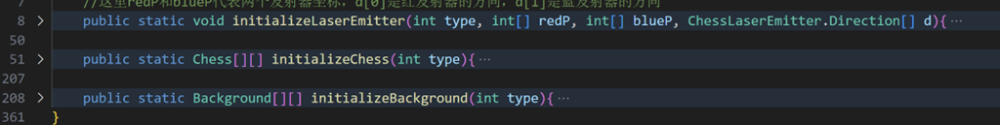 7 //这里redP和blueP代表两个发射器坐标，d[0]是红发射器的方向，d[1]是蓝发射器的方向
8 public static void initializeLaserEmitter(int type, int[] redP, int[] blueP, ChessLaserEmitter.Direction[] d){…
50
51 public static Chess[][] initializeChess(int type){…
207
208 public static Background[][] initializeBackground(int type){…
361 }